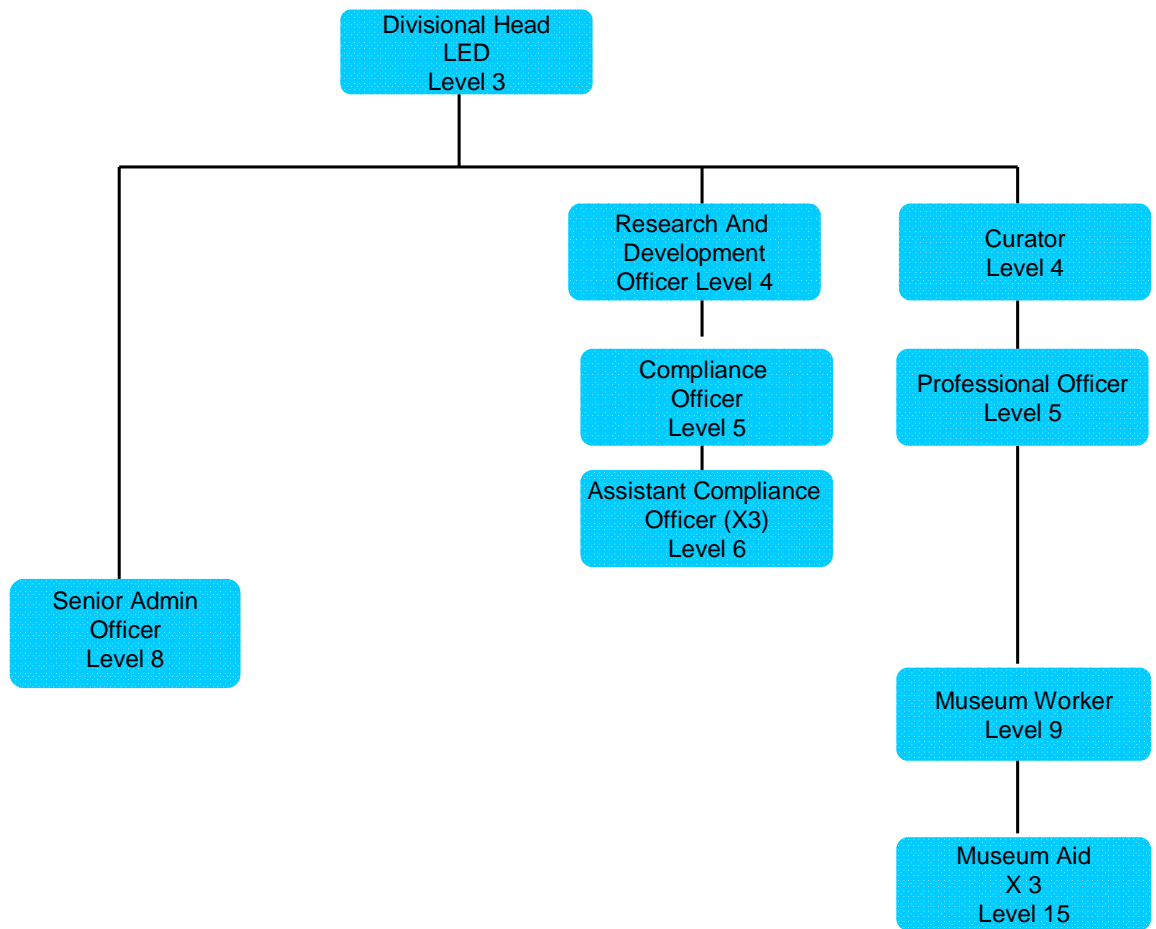 Divisional Head
LED
Level 3
Research And
Development
Officer Level 4
Curator
Level 4
Compliance
Officer
Level 5
Professional Officer
Level 5
Assistant Compliance
Officer (X3)
Level 6
Senior Admin
Officer
Level 8
Museum Worker
Level 9
Museum Aid
X 3
Level 15